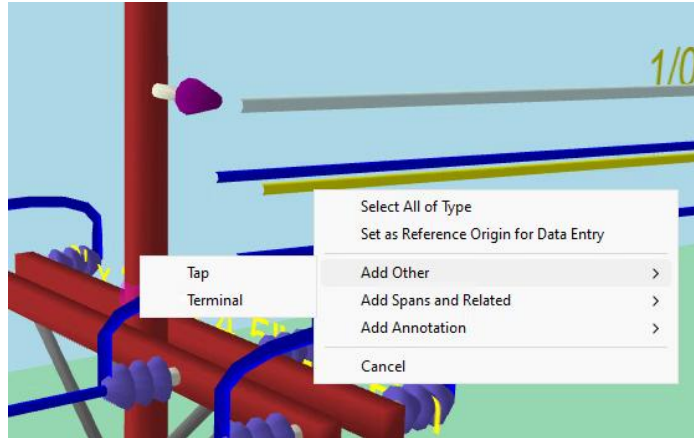 1/0
Select All of Type
Set as Reference Origin for Data Entry
Add Other
Tap
Terminal
Add Spans and Related
Add Annotation
Cancel